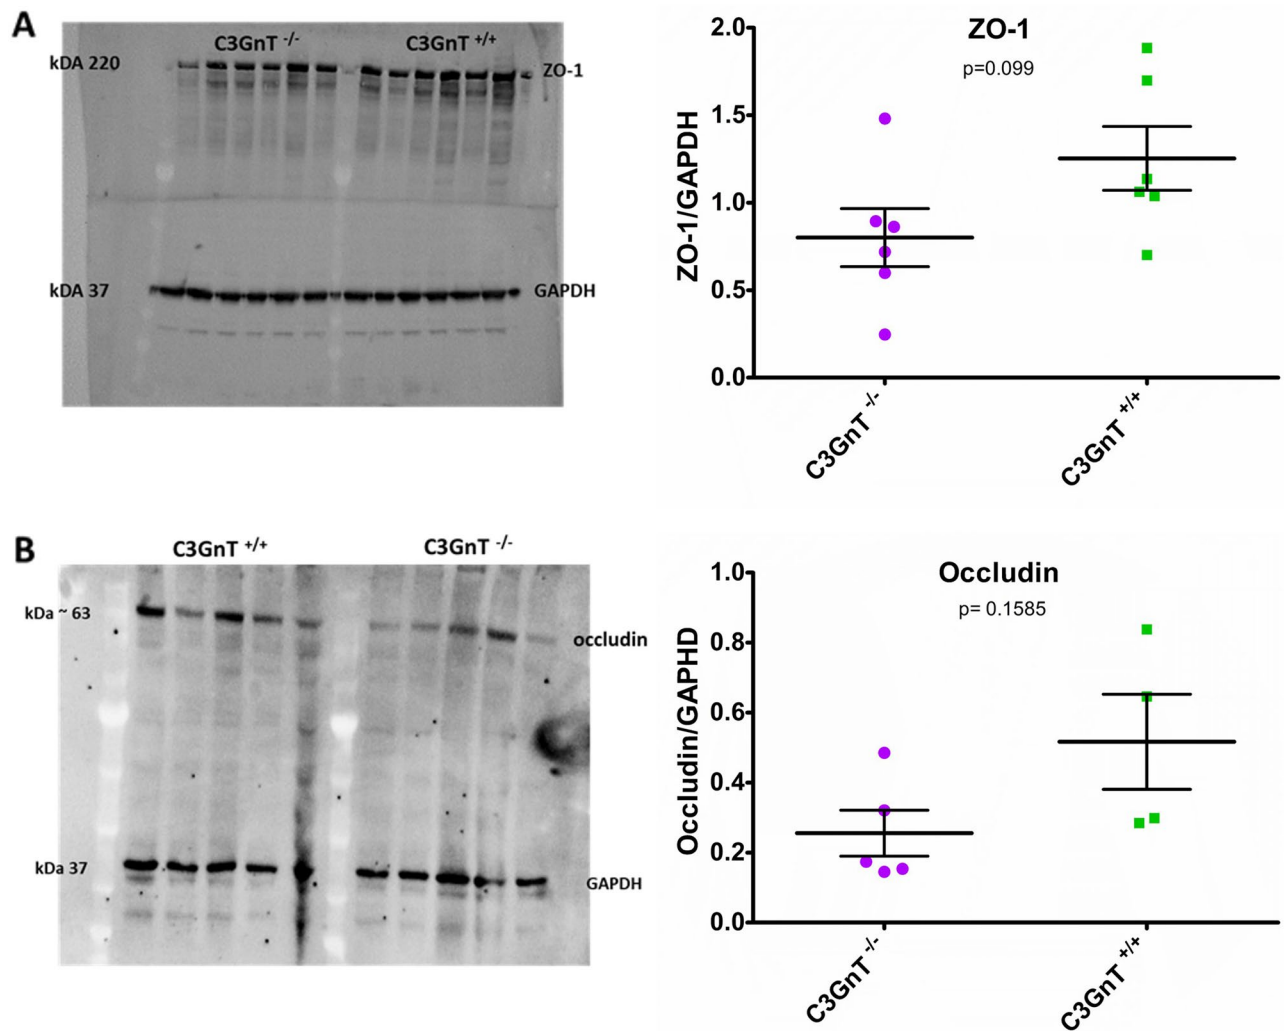 A
C3GnT -/-
C3GnT +/+
kDA 220
ZO-1
kDA 37
GAPDH
ZO-1
p=0.099
ZO-1/GAPDH
2.0
1.5
1.0
0.5
0.0
C3GnT -/-
C3GnT +/+
B
C3GnT +/+
C3GnT -/-
kDa ~ 63
occludin
kDa 37
GAPDH
Occludin
p= 0.1585
Occludin/GAPHD
1.0
0.8
0.6
0.4
0.2
0.0
C3GnT -/-
C3GnT +/+